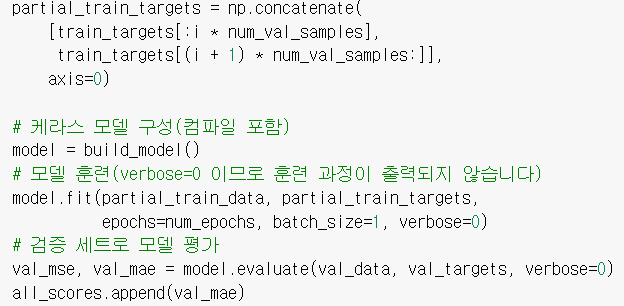 partial_train_targets = np.concatenate(
    [train_targets[:i * num_val_samples],
     train_targets[(i + 1) * num_val_samples:]],
    axis=0)
# 케라스 모델 구성(컴파일 포함)
model = build_model()
# 모델 훈련(verbose=0 이므로 훈련 과정이 출력되지 않습니다)
model.fit(partial_train_data, partial_train_targets,
          epochs=num_epochs, batch_size=1, verbose=0)
# 검증 세트로 모델 평가
val_mse, val_mae = model.evaluate(val_data, val_targets, verbose=0)
all_scores.append(val_mae)